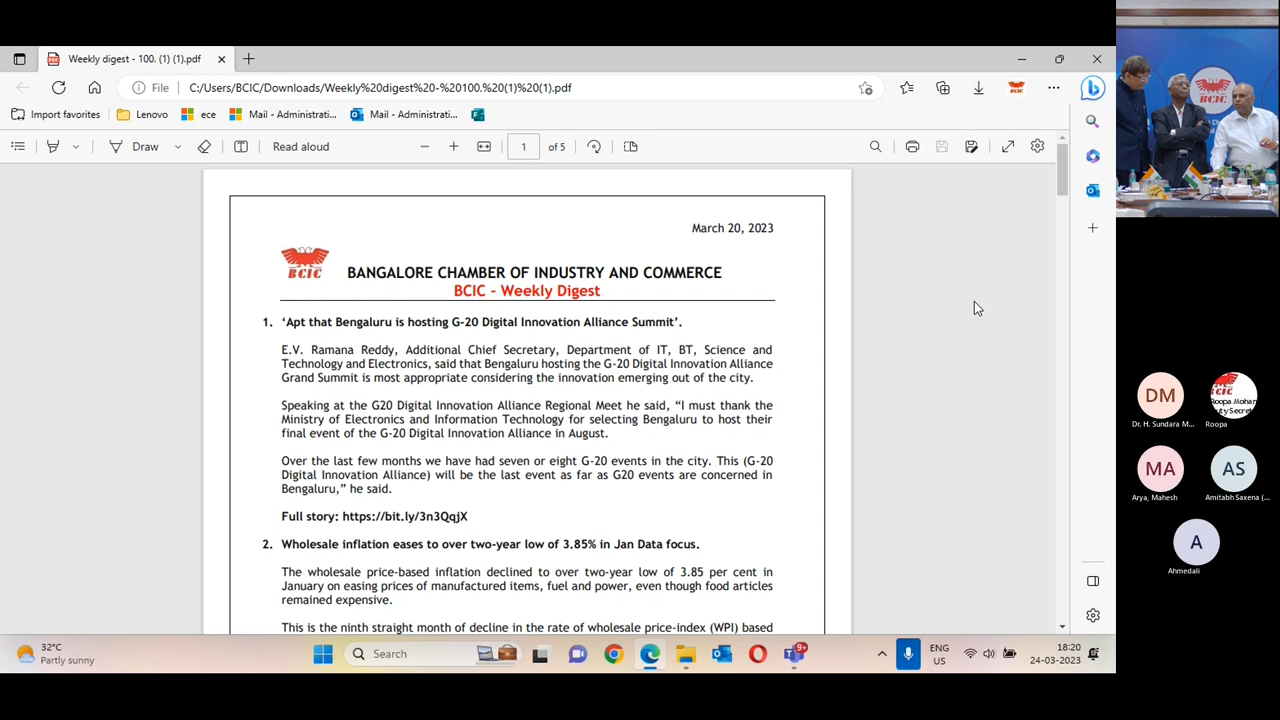 Weekly digest - 100. (1) (1).pdf
File
C:/Users/BCIC/Downloads/Weekly%20digest%20-%20100.%20(1)%20(1).pdf
Import favorites
Lenovo
ece
Mail - Administrati...
Mail - Administrati...
Draw
Read aloud
1
of 5
BCIC
March 20, 2023
BCIC
BANGALORE CHAMBER OF INDUSTRY AND COMMERCE
BCIC - Weekly Digest
1. ‘Apt that Bengaluru is hosting G-20 Digital Innovation Alliance Summit’.
E.V. Ramana Reddy, Additional Chief Secretary, Department of IT, BT, Science and
Technology and Electronics, said that Bengaluru hosting the G-20 Digital Innovation Alliance
Grand Summit is most appropriate considering the innovation emerging out of the city.
Speaking at the G20 Digital Innovation Alliance Regional Meet he said, “I must thank the
Ministry of Electronics and Information Technology for selecting Bengaluru to host their
final event of the G-20 Digital Innovation Alliance in August.
Over the last few months we have had seven or eight G-20 events in the city. This (G-20
Digital Innovation Alliance) will be the last event as far as G20 events are concerned in
Bengaluru,” he said.
Full story: https://bit.ly/3n3QqjX
2. Wholesale inflation eases to over two-year low of 3.85% in Jan Data focus.
The wholesale price-based inflation declined to over two-year low of 3.85 per cent in
January on easing prices of manufactured items, fuel and power, even though food articles
remained expensive.
This is the ninth straight month of decline in the rate of wholesale price-index (WPI) based
DM
Dr. H. Sundara M...
Roopa Mohan
Roopa
MA
Arya, Mahesh
AS
Amitabh Saxena (...
A
Ahmedali
32°C
Partly sunny
Search
9+
ENG
US
18:20
24-03-2023